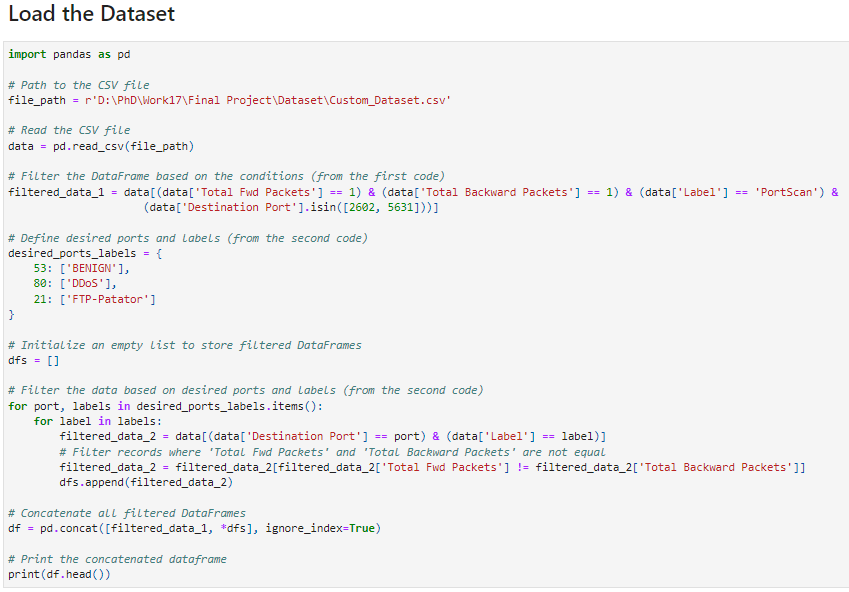 Load the Dataset
import pandas as pd
# Path to the CSV file
file_path = r'D:\PhD\Work17\Final Project\Dataset\Custom_Dataset.csv'
# Read the CSV file
data = pd.read_csv(file_path)
# Filter the DataFrame based on the conditions (from the first code)
filtered_data_1 = data[(data['Total Fwd Packets'] == 1) & (data['Total Backward Packets'] == 1) & (data['Label'] == 'PortScan') &
(data['Destination Port'].isin([2602, 5631]))]
# Define desired ports and labels (from the second code)
desired_ports_labels = {
53: ['BENIGN'],
80: ['DDoS'],
21: ['FTP-Patator']
}
# Initialize an empty list to store filtered DataFrames
dfs = []
# Filter the data based on desired ports and labels (from the second code)
for port, labels in desired_ports_labels.items():
for label in labels:
filtered_data_2 = data[(data['Destination Port'] == port) & (data['Label'] == label)]
# Filter records where 'Total Fwd Packets' and 'Total Backward Packets' are not equal
filtered_data_2 = filtered_data_2[filtered_data_2['Total Fwd Packets'] != filtered_data_2['Total Backward Packets']]
dfs.append(filtered_data_2)
# Concatenate all filtered DataFrames
df = pd.concat([filtered_data_1, *dfs], ignore_index=True)
# Print the concatenated dataframe
print(df.head())